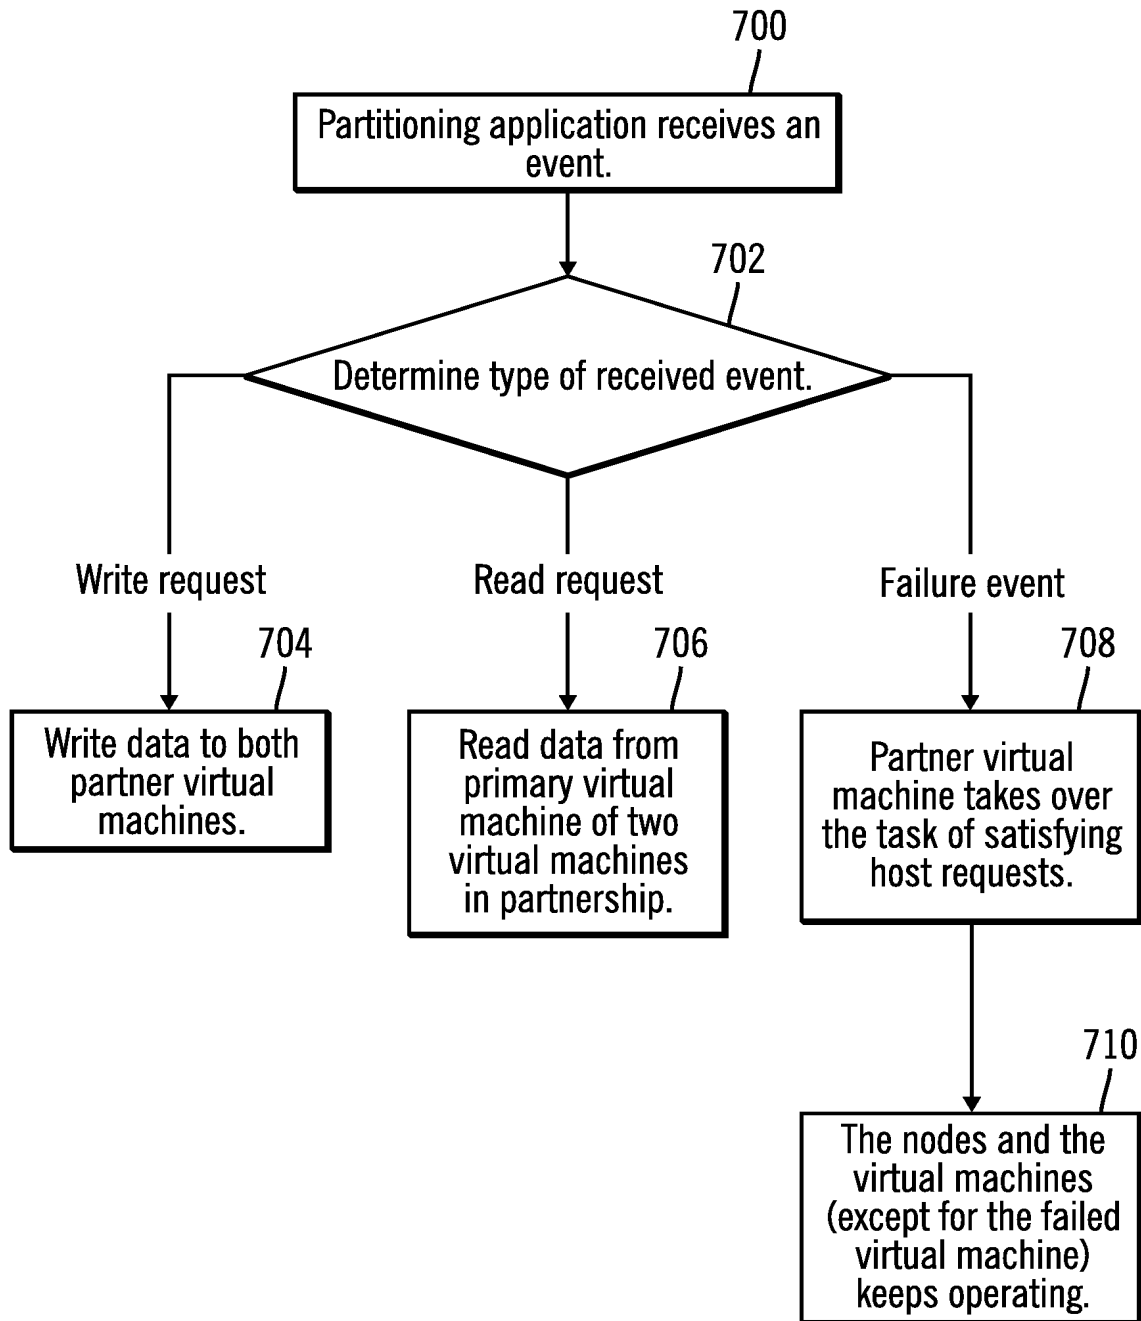 700
Partitioning application receives an
event.
702
Determine type of received event.
Write request
Read request
Failure event
704
706
708
Write data to both
partner virtual
machines.
Read data from
primary virtual
machine of two
virtual machines
in partnership.
Partner virtual
machine takes over
the task of satisfying
host requests.
710
The nodes and the
virtual machines
(except for the failed
virtual machine)
keeps operating.